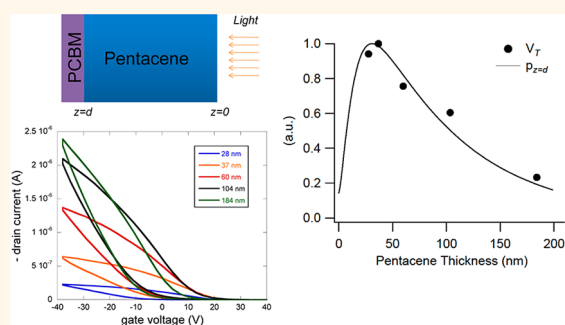 Light
PCBM
Pentacene
z=d
z=0
2.5 10⁻⁶
2 10⁻⁶
1.5 10⁻⁶
1 10⁻⁶
5 10⁻⁷
0
- drain current (A)
28 nm
37 nm
60 nm
104 nm
184 nm
-40 -30 -20 -10 0 10 20 30 40
gate voltage (V)
V_T
p_z=d
1.0
0.8
0.6
0.4
0.2
0.0
(a.u.)
0 50 100 150 200
Pentacene Thickness (nm)